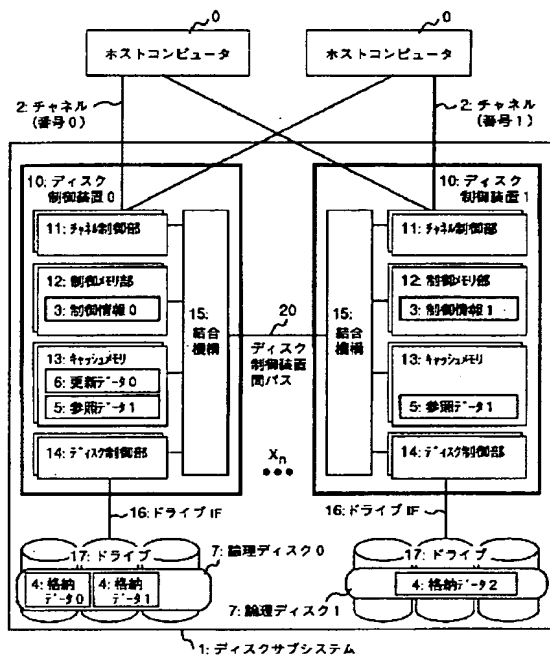 0
0
ホストコンピュータ
ホストコンピュータ
2: チャネル
(番号0)
2: チャネル
(番号1)
10: ディスク
制御装置0
10: ディスク
制御装置1
11: チャネル制御部
12: 制御メモリ部
3: 制御情報0
13: キャッシュメモリ
6: 更新データ0
5: 参照データ1
14: ディスク制御部
15:
結合
機構
20
ディスク
制御装置
間パス
Xn
•••
15:
結合
機構
11: チャネル制御部
12: 制御メモリ部
3: 制御情報1
13: キャッシュメモリ
5: 参照データ1
14: ディスク制御部
16: ドライブIF
16: ドライブIF
17: ドライブ
4: 格納
データ0
4: 格納
データ1
7: 論理ディスク0
17: ドライブ
4: 格納データ2
7: 論理ディスク1
1: ディスクサブシステム